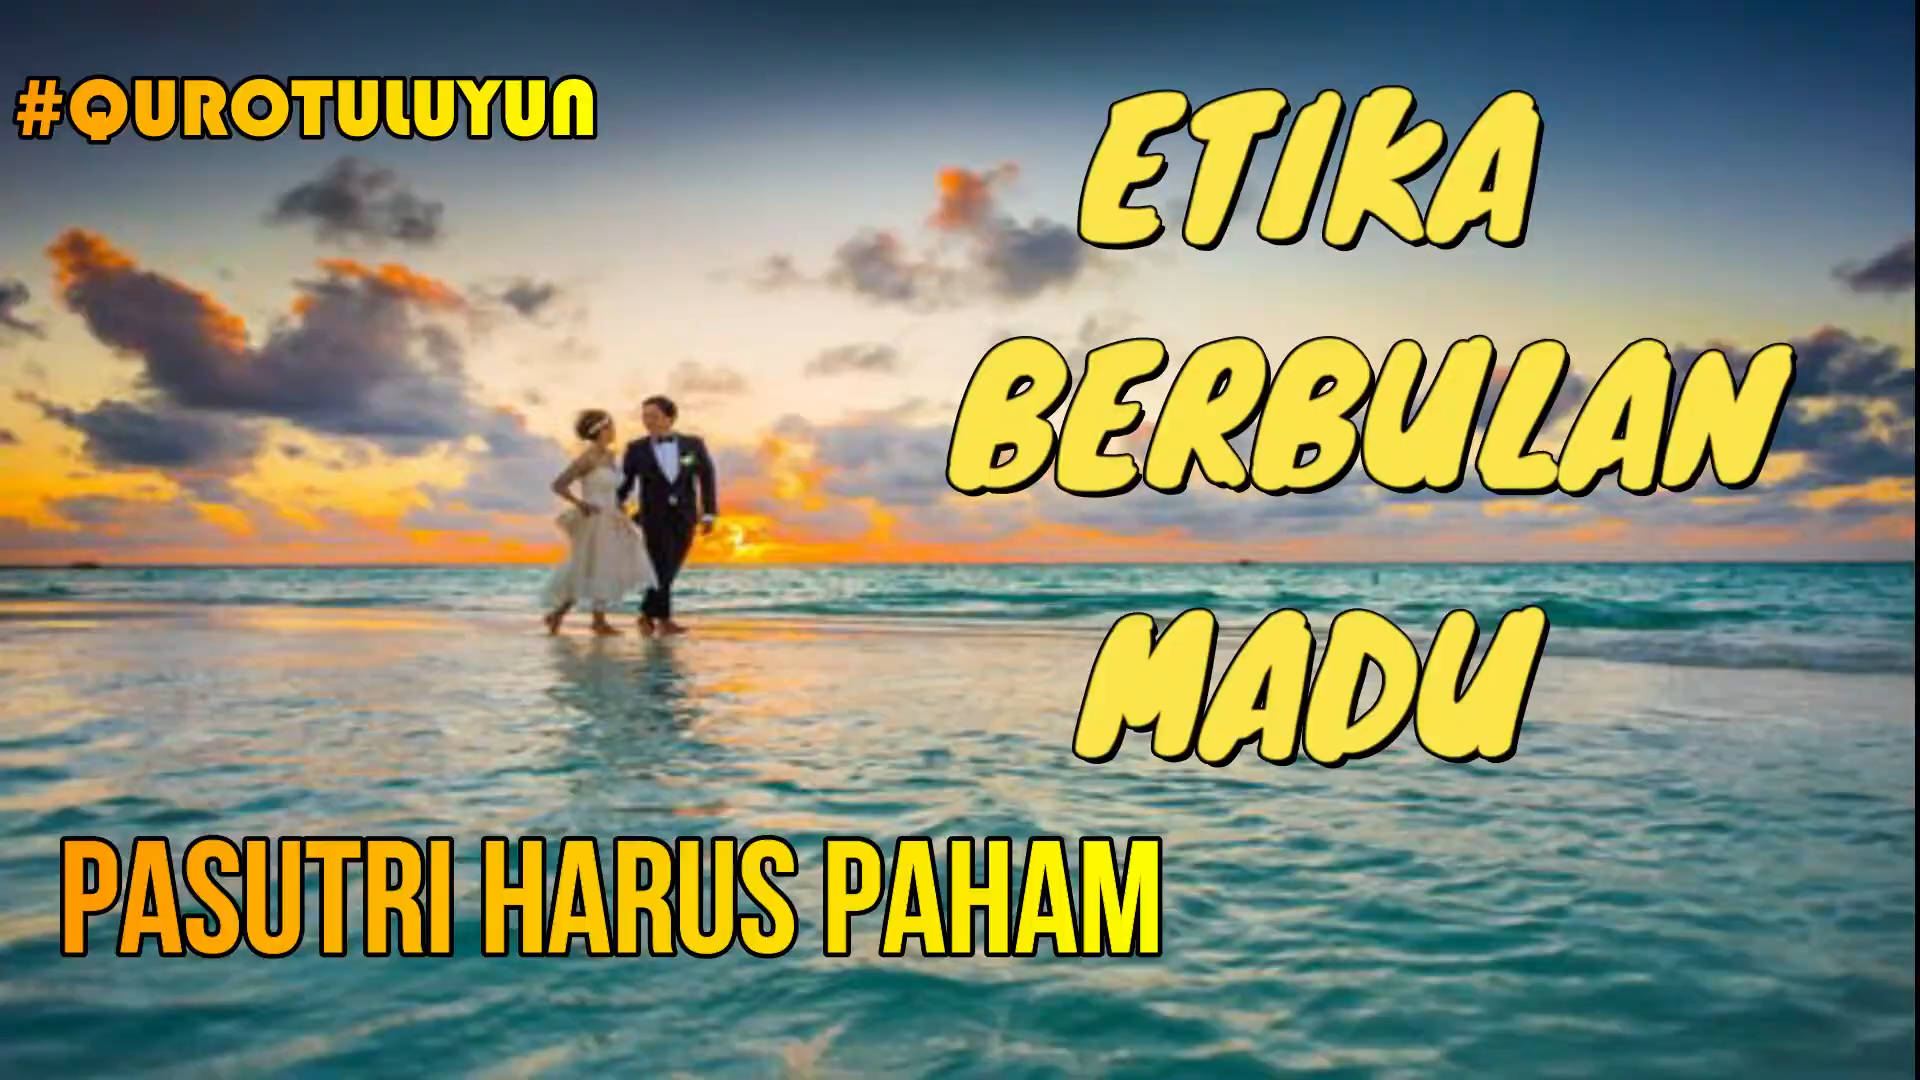 #QUROTULUYUN
ETIKA
BERBULAN
MADU
PASUTRI HARUS PAHAM